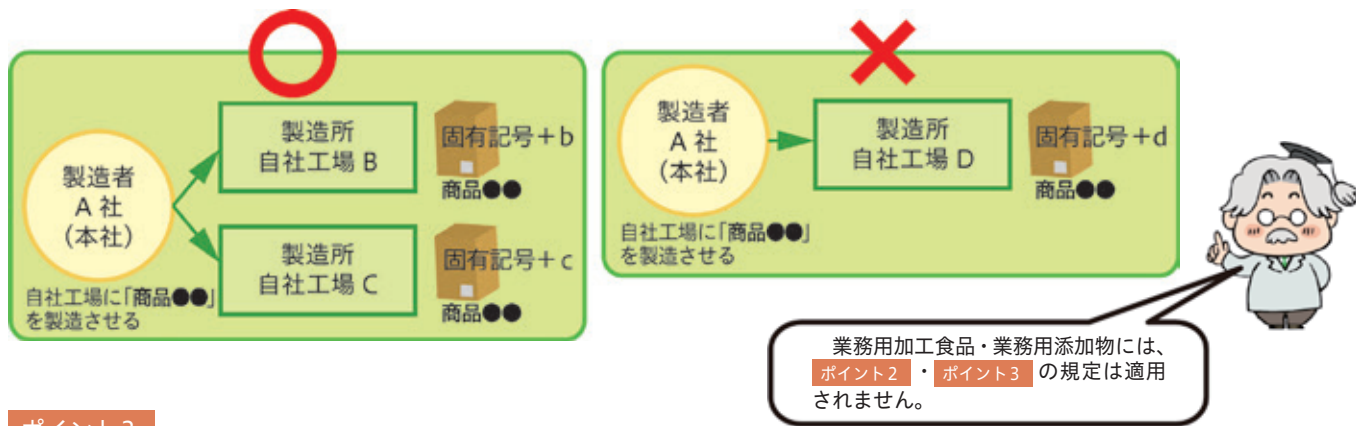 製造者
A 社
(本社)
自社工場に「商品●●」
を製造させる
製造所
自社工場 B
固有記号+b
商品●●
製造所
自社工場 C
固有記号+c
商品●●
製造者
A 社
(本社)
自社工場に「商品●●」
を製造させる
製造所
自社工場 D
固有記号+d
商品●●
業務用加工食品・業務用添加物には、
ポイント2 ・ ポイント3 の規定は適用
されません。